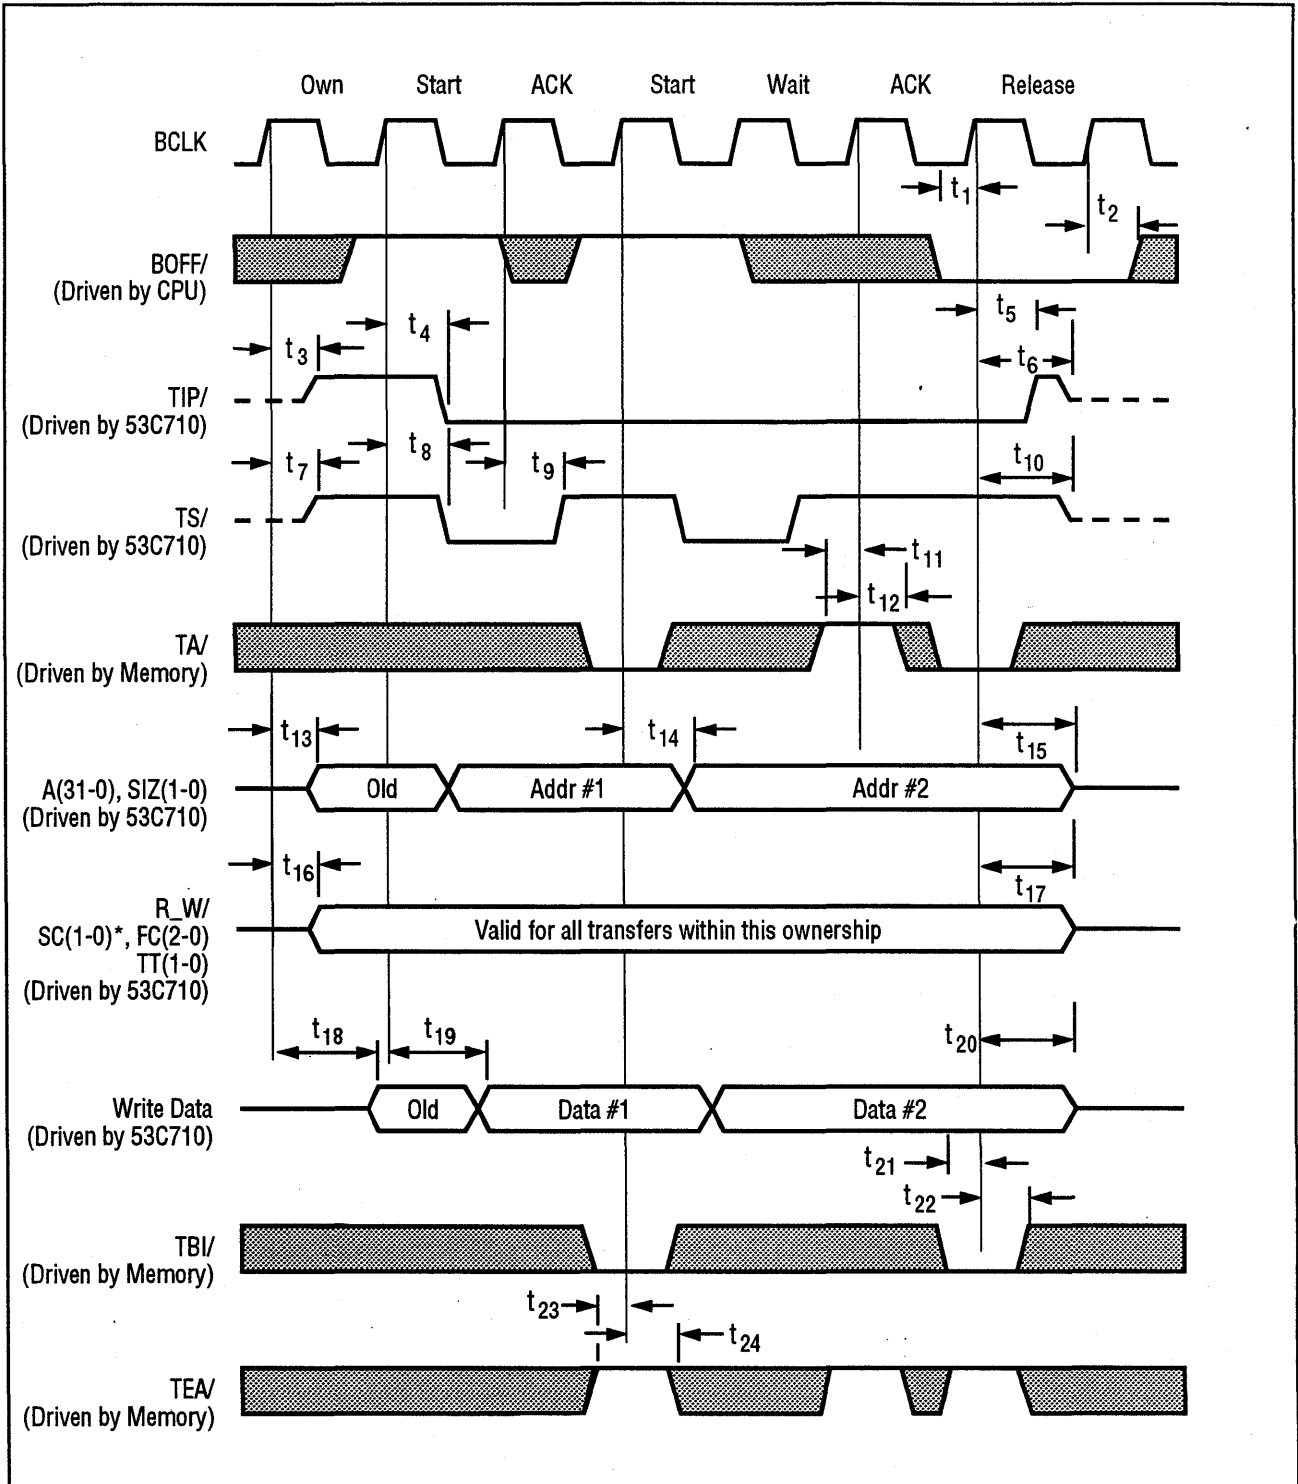 Own Start ACK Start Wait ACK Release
BCLK
t1
t2
BOFF/
(Driven by CPU)
t5
t4
t3
t6
TIP/
(Driven by 53C710)
t8
t7
t9
t10
TS/
(Driven by 53C710)
t11
t12
TA/
(Driven by Memory)
t13
t14
t15
A(31-0), SIZ(1-0)
(Driven by 53C710)
Old
Addr #1
Addr #2
t16
t17
R_W/
SC(1-0)*, FC(2-0)
TT(1-0)
(Driven by 53C710)
Valid for all transfers within this ownership
t18
t19
t20
Write Data
(Driven by 53C710)
Old
Data #1
Data #2
t21
t22
TBI/
(Driven by Memory)
t23
t24
TEA/
(Driven by Memory)